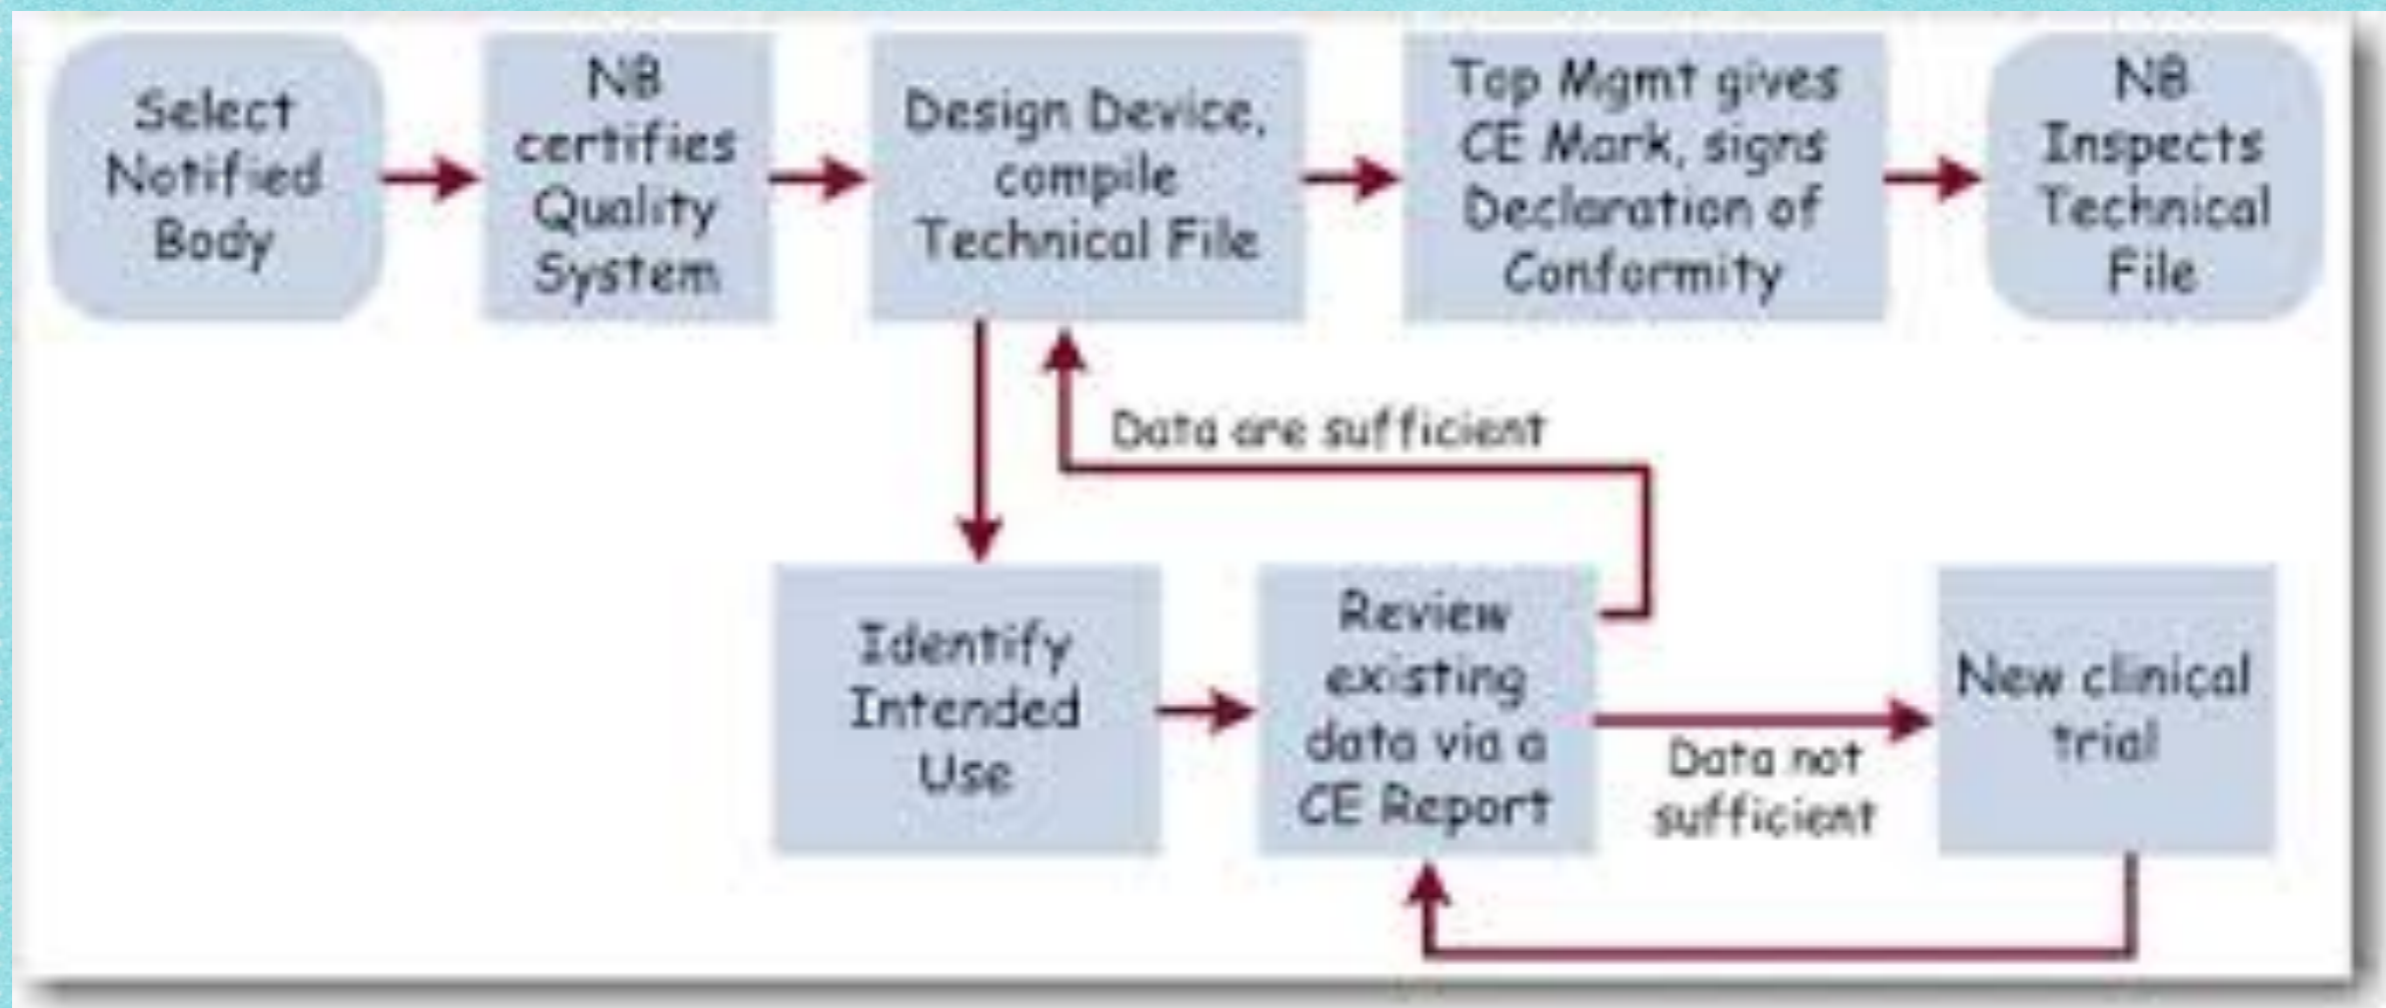 Select
Notified
Body
NB
certifies
Quality
System
Design Device,
compile
Technical File
Top Mgmt gives
CE Mark, signs
Declaration of
Conformity
NB
Inspects
Technical
File
Data are sufficient
Identify
Intended
Use
Review
existing
data via a
CE Report
Data not
sufficient
New clinical
trial